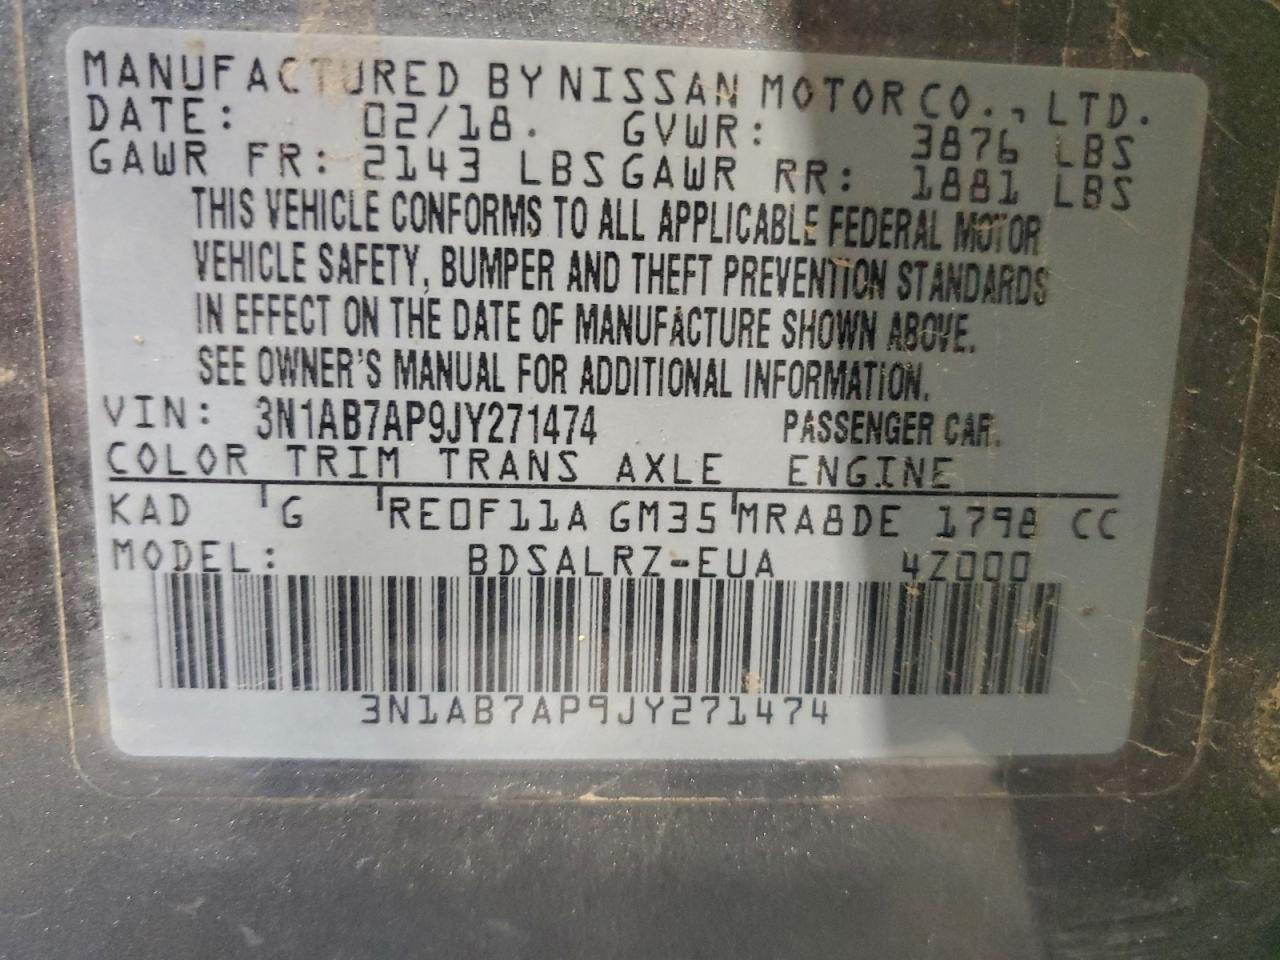 MANUFACTURED BY NISSAN MOTOR CO., LTD.
DATE: 02/18. GVWR: 3876 LBS
GAWR FR: 2143 LBS GAWR RR: 1881 LBS
THIS VEHICLE CONFORMS TO ALL APPLICABLE FEDERAL MOTOR
VEHICLE SAFETY, BUMPER AND THEFT PREVENTION STANDARDS
IN EFFECT ON THE DATE OF MANUFACTURE SHOWN ABOVE.
SEE OWNER'S MANUAL FOR ADDITIONAL INFORMATION.
VIN: 3N1AB7AP9JY271474 PASSENGER CAR.
COLOR TRIM TRANS AXLE ENGINE
KAD G RE0F11A GM35 MRA8DE 1798 CC
MODEL: BDSALRZ-EUA 4Z000
3N1AB7AP9JY271474